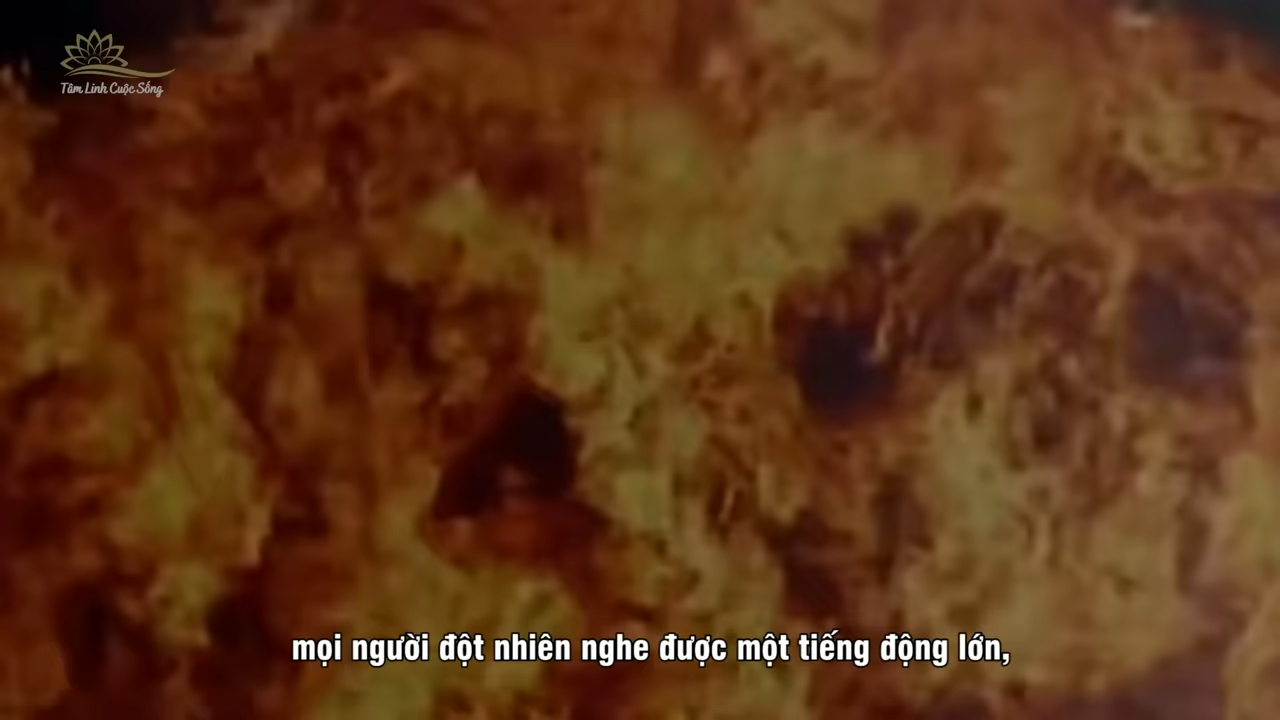 Tâm Linh Cuộc Sống
mọi người đột nhiên nghe được một tiếng động lớn,